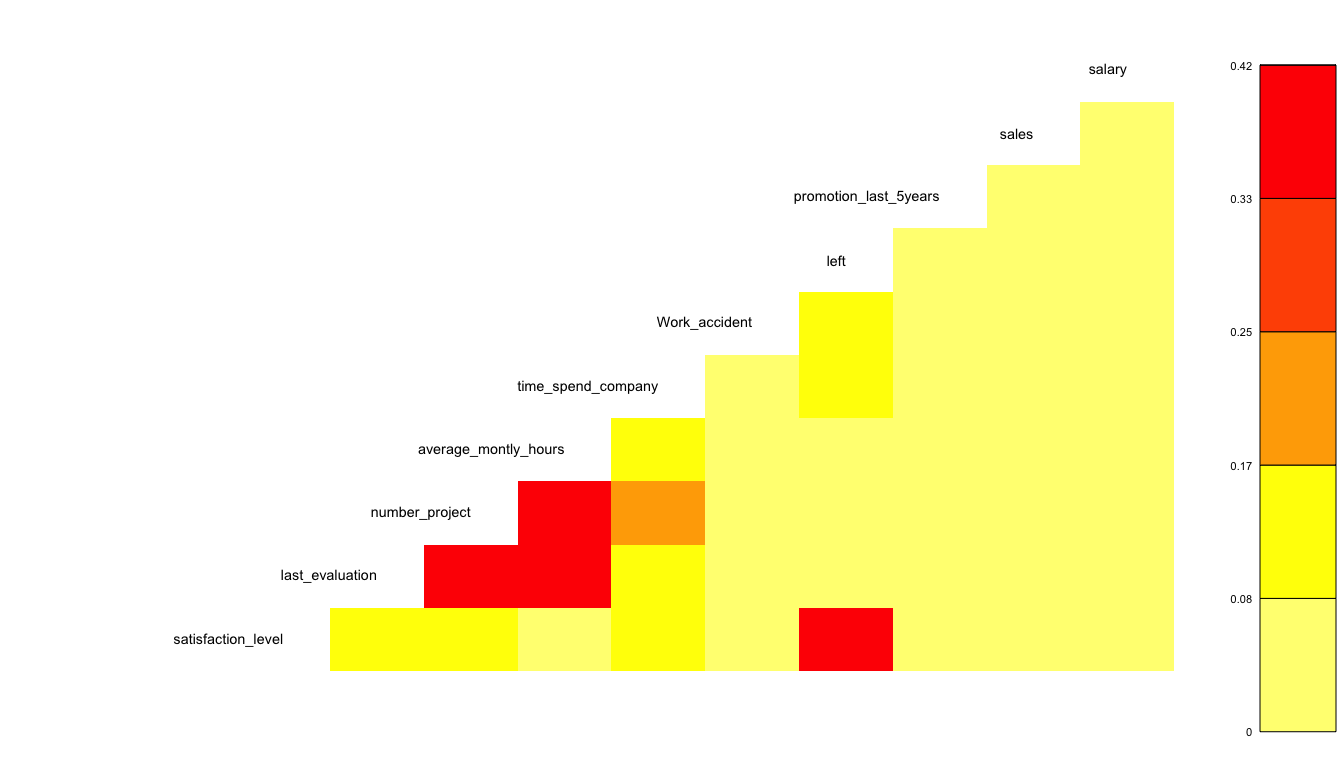 salary
sales
promotion_last_5years
left
Work_accident
time_spend_company
average_montly_hours
number_project
last_evaluation
satisfaction_level
0.42
0.33
0.25
0.17
0.08
0